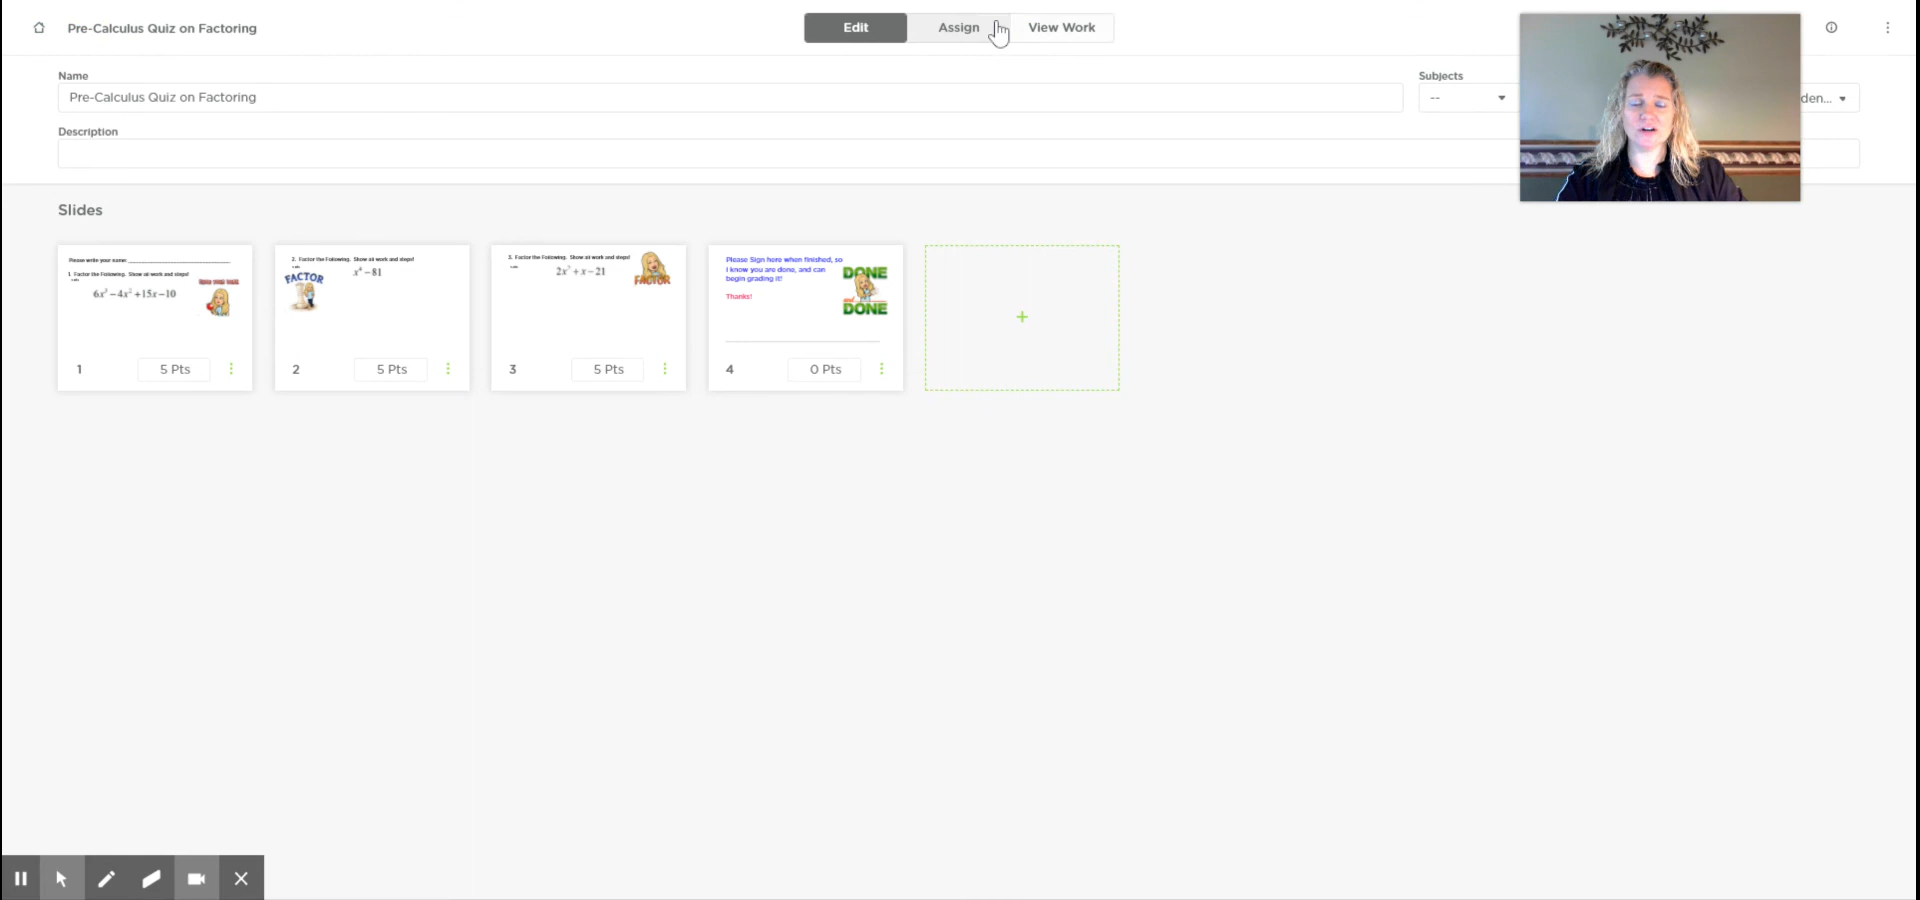 Pre-Calculus Quiz on Factoring
Edit
Assign
View Work
Name
Subjects
Pre-Calculus Quiz on Factoring
--
den...
Description
Slides
Please write your name:
1. Factor the Following. Show all work and steps!
6x³ – 4x² + 15x – 10
1
5 Pts
2. Factor the Following. Show all work and steps!
FACTOR
x⁴ – 81
2
5 Pts
3. Factor the Following. Show all work and steps!
FACTOR
3
5 Pts
Please Sign here when finished, so
I know you are done, and can
begin grading it!
Thanks!
DONE
and
DONE
4
0 Pts
+